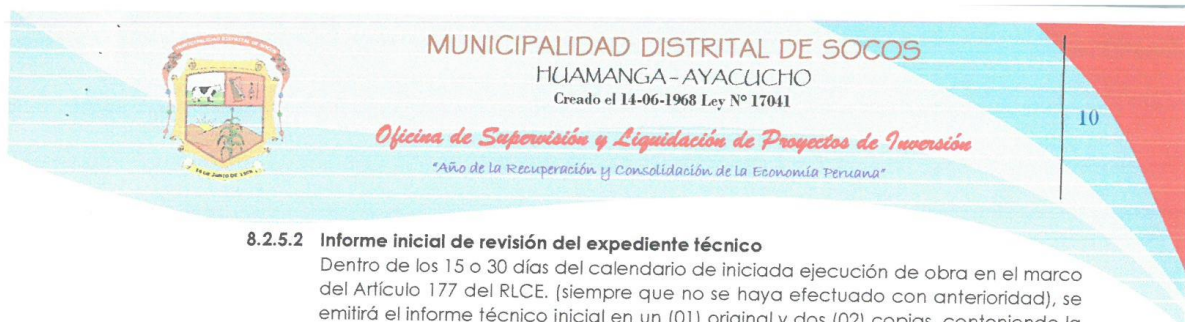 MUNICIPALIDAD DISTRITAL DE SOCOS
HUAMANGA-AYACUCHO
Creado el 14-06-1968 Ley Nº 17041
Oficina de Supervisión y Liquidación de Proyectos de Inversión
"Año de la Recuperación y Consolidación de la Economía Peruana"
10
8.2.5.2 Informe inicial de revisión del expediente técnico
Dentro de los 15 o 30 días del calendario de iniciada ejecución de obra en el marco
del Artículo 177 del RLCE. (siempre que no se haya efectuado con anterioridad), se
emitirá el informe técnico inicial en un (01) original y dos (02) copias, conteniendo la